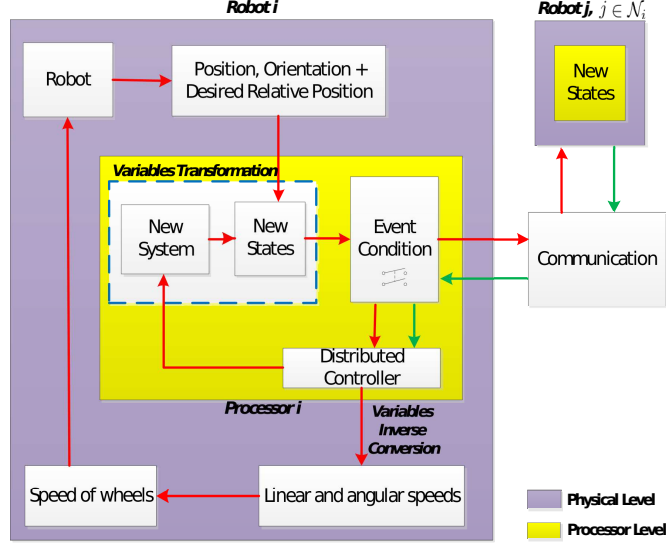 Robot i
Robot j, j ∈ 𝒩ᵢ
Robot
Position, Orientation +
Desired Relative Position
New
States
Variables Transformation
New
System
New
States
Event
Condition
Communication
Distributed
Controller
Processor i
Variables
Inverse
Conversion
Speed of wheels
Linear and angular speeds
Physical Level
Processor Level